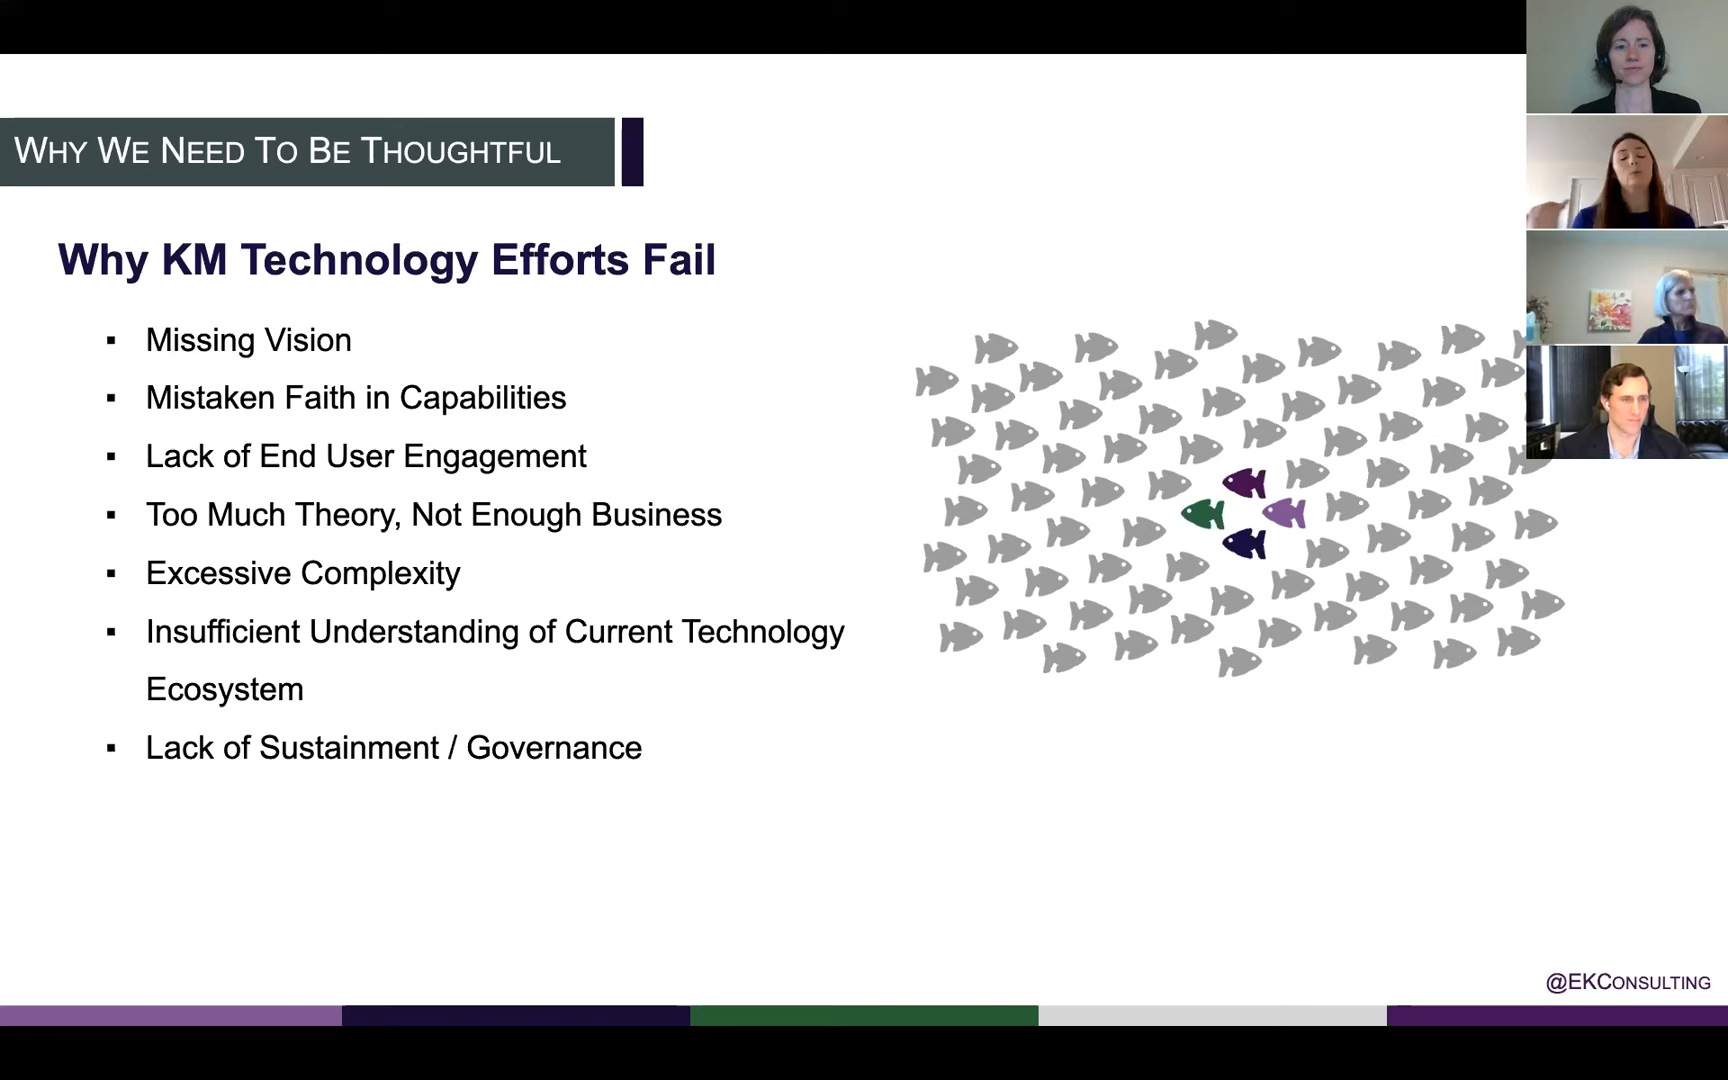 WHY WE NEED TO BE THOUGHTFUL
Why KM Technology Efforts Fail
▪ Missing Vision
▪ Mistaken Faith in Capabilities
▪ Lack of End User Engagement
▪ Too Much Theory, Not Enough Business
▪ Excessive Complexity
▪ Insufficient Understanding of Current Technology
Ecosystem
▪ Lack of Sustainment / Governance
@EKCONSULTING